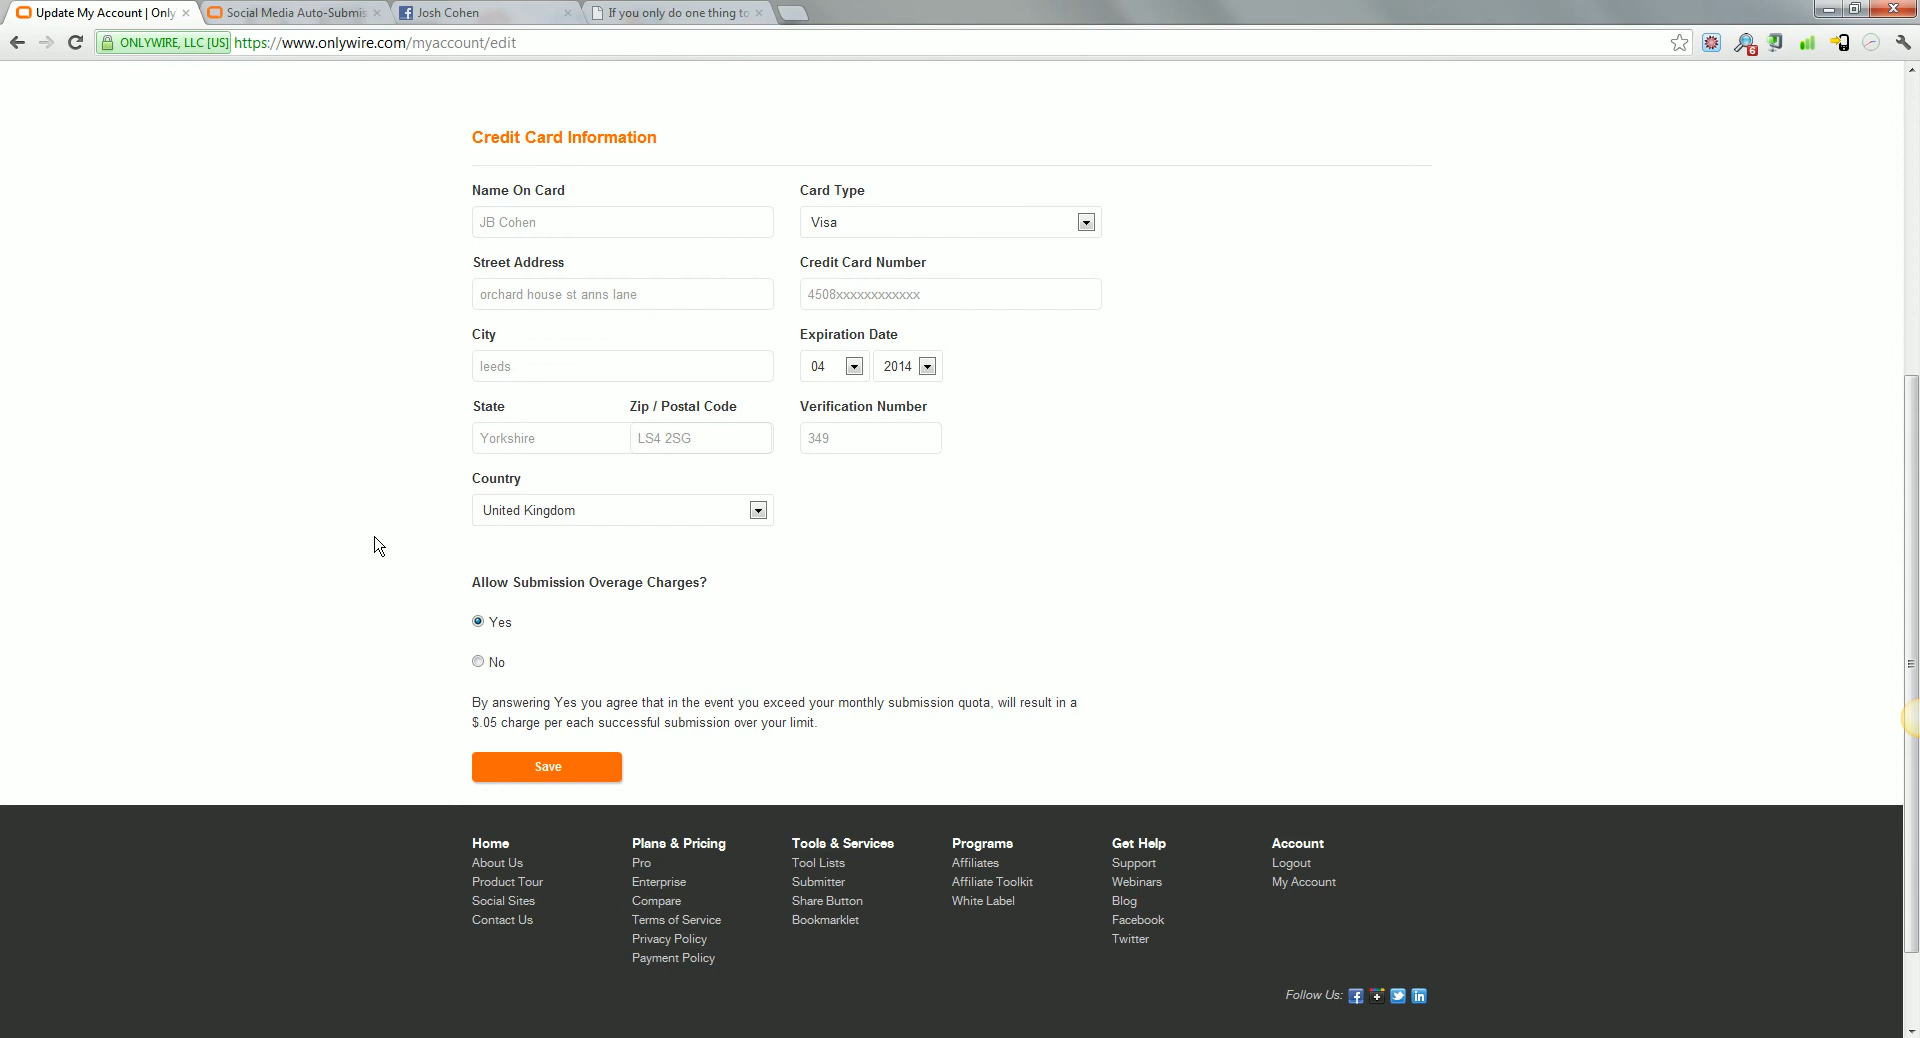 Update My Account | Only
Social Media Auto-Submis
Josh Cohen
If you only do one thing to
ONLYWIRE, LLC [US] https://www.onlywire.com/myaccount/edit
6
Credit Card Information
Name On Card
Card Type
JB Cohen
Visa
Street Address
Credit Card Number
orchard house st anns lane
4508xxxxxxxxxxxx
City
Expiration Date
leeds
04
2014
State
Zip / Postal Code
Verification Number
Yorkshire
LS4 2SG
349
Country
United Kingdom
Allow Submission Overage Charges?
Yes
No
By answering Yes you agree that in the event you exceed your monthly submission quota, will result in a
$.05 charge per each successful submission over your limit.
Save
Home
About Us
Product Tour
Social Sites
Contact Us
Plans & Pricing
Pro
Enterprise
Compare
Terms of Service
Privacy Policy
Payment Policy
Tools & Services
Tool Lists
Submitter
Share Button
Bookmarklet
Programs
Affiliates
Affiliate Toolkit
White Label
Get Help
Support
Webinars
Blog
Facebook
Twitter
Account
Logout
My Account
Follow Us: